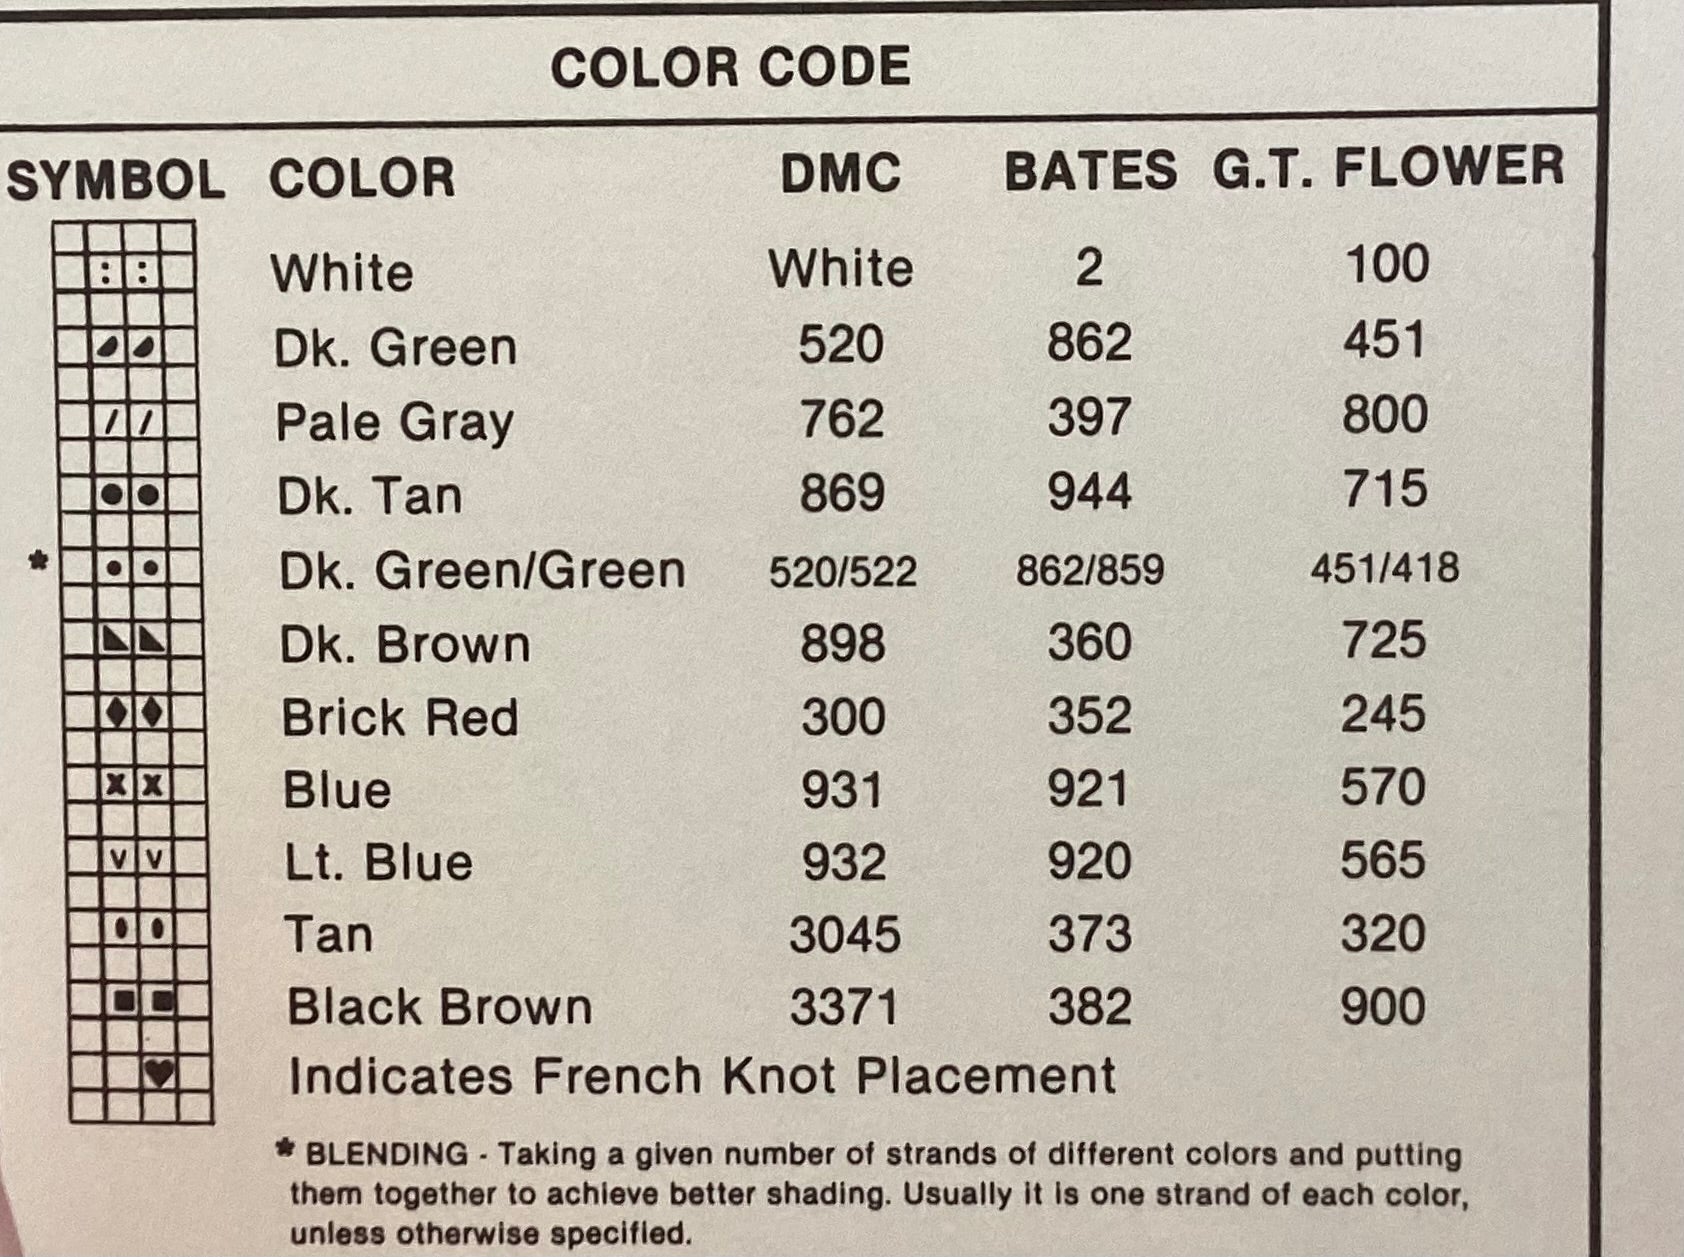 COLOR CODE
SYMBOL COLOR DMC BATES G.T. FLOWER
: : White White 2 100
Dk. Green 520 862 451
/ / Pale Gray 762 397 800
● ● Dk. Tan 869 944 715
* • • Dk. Green/Green 520/522 862/859 451/418
◣ ◣ Dk. Brown 898 360 725
♦ ♦ Brick Red 300 352 245
x x Blue 931 921 570
v v Lt. Blue 932 920 565
Tan 3045 373 320
■ ■ Black Brown 3371 382 900
♥ Indicates French Knot Placement
* BLENDING - Taking a given number of strands of different colors and putting
them together to achieve better shading. Usually it is one strand of each color,
unless otherwise specified.